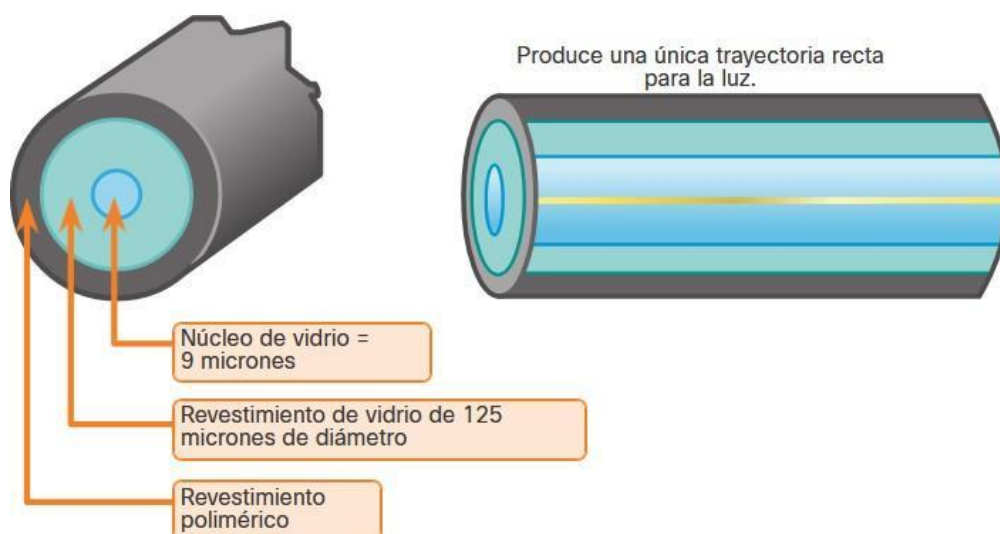 Produce una única trayectoria recta
para la luz.
Núcleo de vidrio =
9 micrones
Revestimiento de vidrio de 125
micrones de diámetro
Revestimiento
polimérico